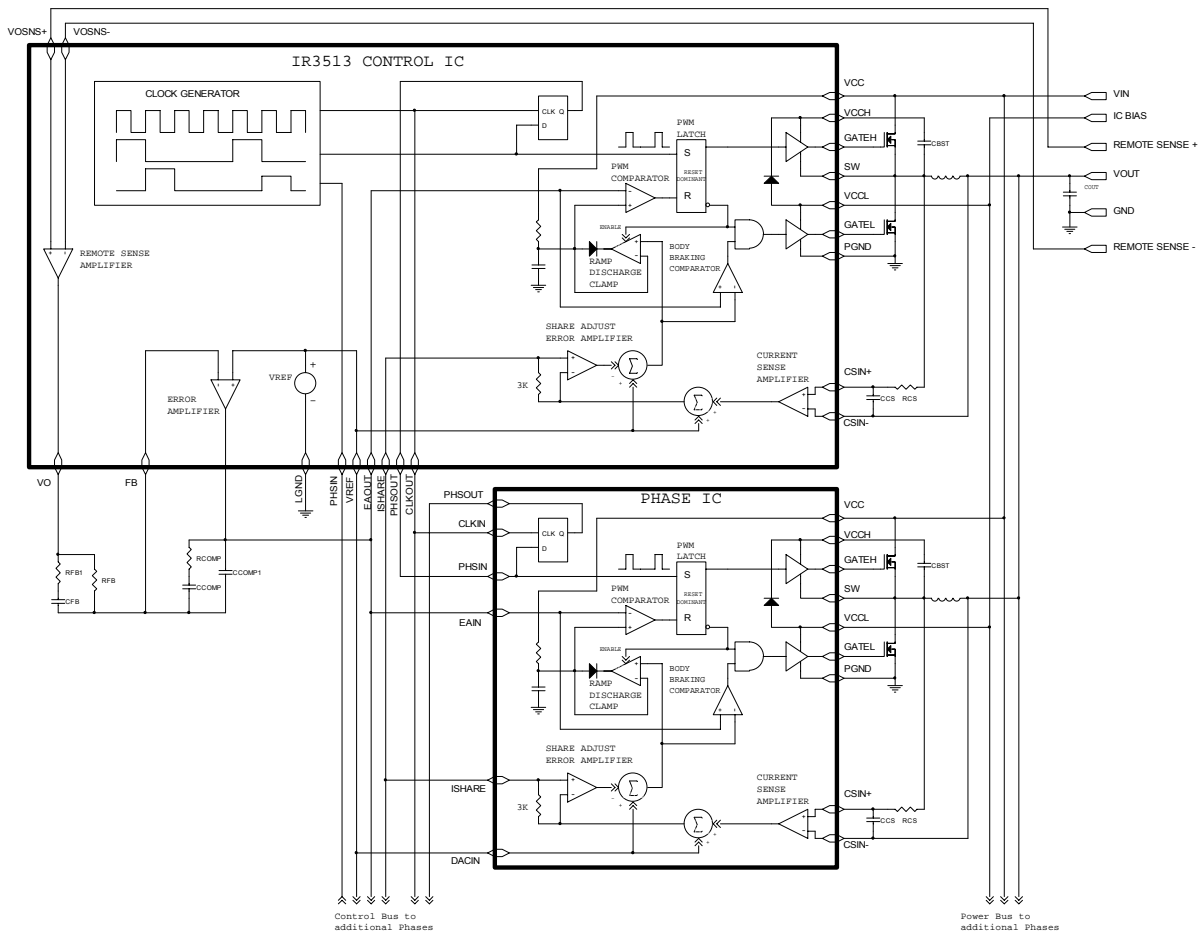 VOSNS+
VOSNS-
IR3513 CONTROL IC
CLOCK GENERATOR
CLK Q
D
PWM
LATCH
S
RESET
DOMINANT
R
PWM
COMPARATOR
-
+
ENABLE
+
-
RAMP
DISCHARGE
CLAMP
BODY
BRAKING
COMPARATOR
+
-
VCC
VCCH
GATEH
SW
VCCL
GATEL
PGND
CBST
COUT
VIN
IC BIAS
REMOTE SENSE +
VOUT
GND
REMOTE SENSE -
+
-
REMOTE SENSE
AMPLIFIER
SHARE ADJUST
ERROR AMPLIFIER
+
-
Σ
-
+
3K
Σ
+
+
CURRENT
SENSE
AMPLIFIER
+
-
CSIN+
CSIN-
CCS
RCS
-
+
ERROR
AMPLIFIER
VREF
+
-
VO
FB
LGND
PHSIN
VREF
EAOUT
ISHARE
PHSOUT
CLKOUT
RFB1
RFB
CFB
RCOMP
CCOMP
CCOMP1
PHASE IC
PHSOUT
CLKIN
PHSIN
EAIN
ISHARE
DACIN
CLK Q
D
PWM
LATCH
S
RESET
DOMINANT
R
PWM
COMPARATOR
-
+
ENABLE
+
-
RAMP
DISCHARGE
CLAMP
BODY
BRAKING
COMPARATOR
+
-
VCC
VCCH
GATEH
SW
VCCL
GATEL
PGND
CBST
SHARE ADJUST
ERROR AMPLIFIER
+
-
Σ
-
+
3K
Σ
+
+
CURRENT
SENSE
AMPLIFIER
+
-
CSIN+
CSIN-
CCS
RCS
Control Bus to
additional Phases
Power Bus to
additional Phases